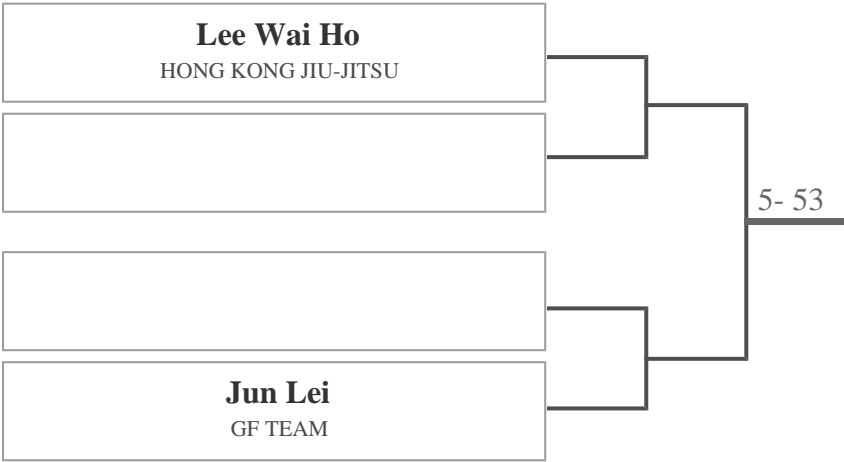 Lee Wai Ho
HONG KONG JIU-JITSU
5- 53
Jun Lei
GF TEAM